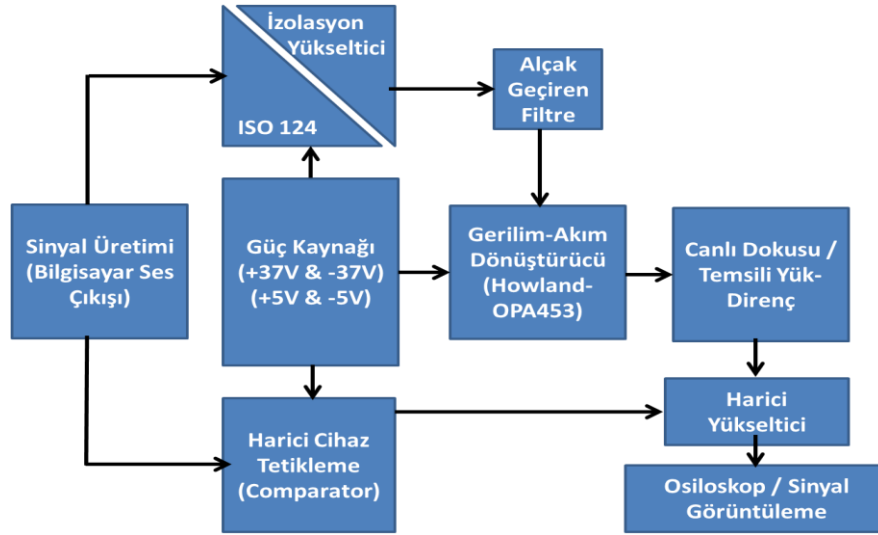 İzolasyon
Yükseltici
ISO 124
Alçak
Geçiren
Filtre
Sinyal Üretimi
(Bilgisayar Ses
Çıkışı)
Güç Kaynağı
(+37V & -37V)
(+5V & -5V)
Gerilim-Akım
Dönüştürücü
(Howland-
OPA453)
Canlı Dokusu /
Temsili Yük-
Direnç
Harici Cihaz
Tetikleme
(Comparator)
Harici
Yükseltici
Osiloskop / Sinyal
Görüntüleme